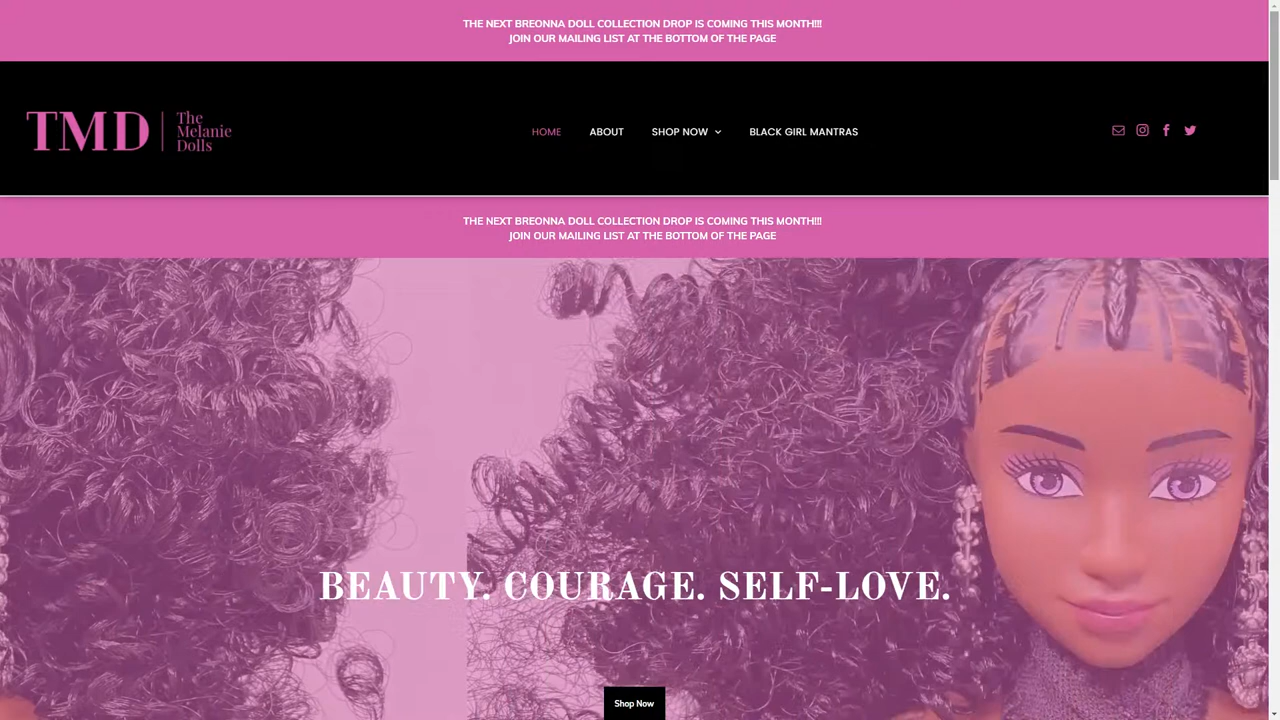 THE NEXT BREONNA DOLL COLLECTION DROP IS COMING THIS MONTH!!!
JOIN OUR MAILING LIST AT THE BOTTOM OF THE PAGE
TMD | The
Melanie
Dolls
HOME ABOUT SHOP NOW BLACK GIRL MANTRAS
THE NEXT BREONNA DOLL COLLECTION DROP IS COMING THIS MONTH!!!
JOIN OUR MAILING LIST AT THE BOTTOM OF THE PAGE
BEAUTY. COURAGE. SELF-LOVE.
Shop Now